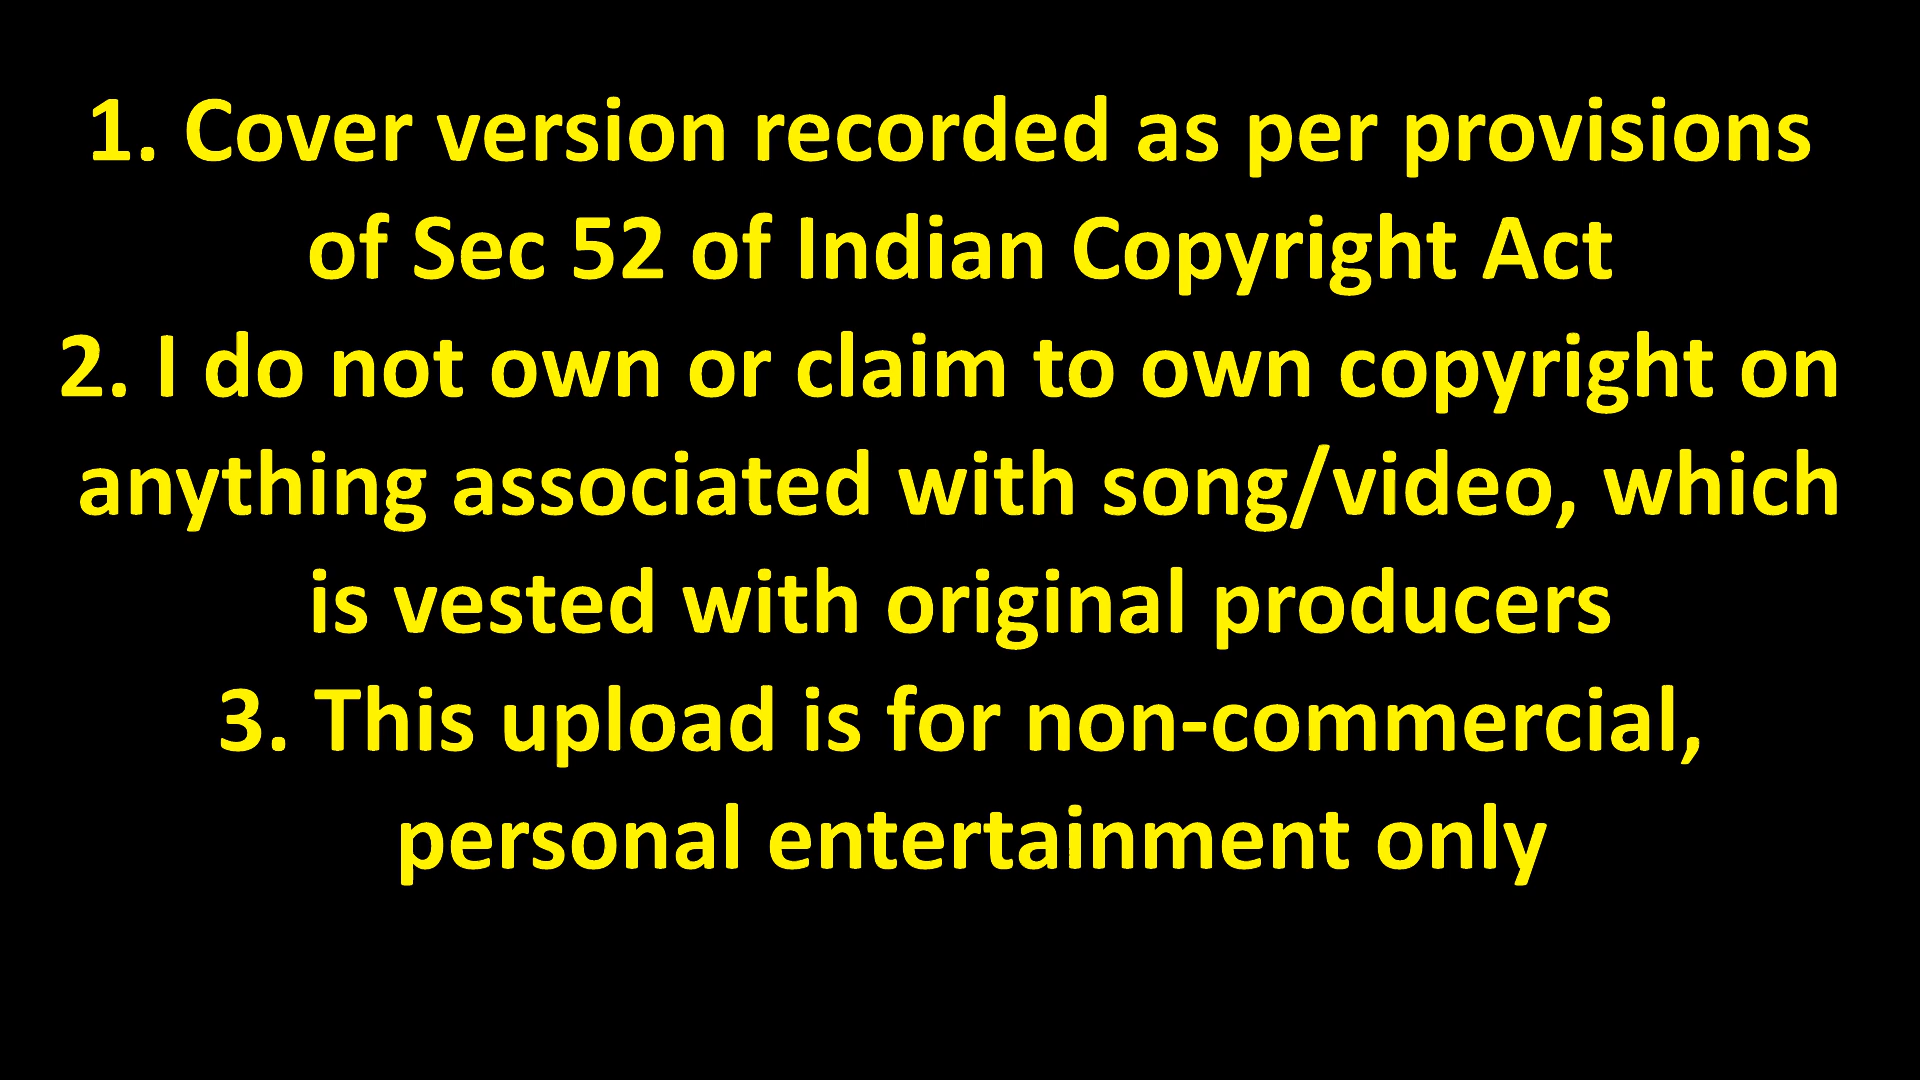 1. Cover version recorded as per provisions
of Sec 52 of Indian Copyright Act
2. I do not own or claim to own copyright on
anything associated with song/video, which
is vested with original producers
3. This upload is for non-commercial,
personal entertainment only